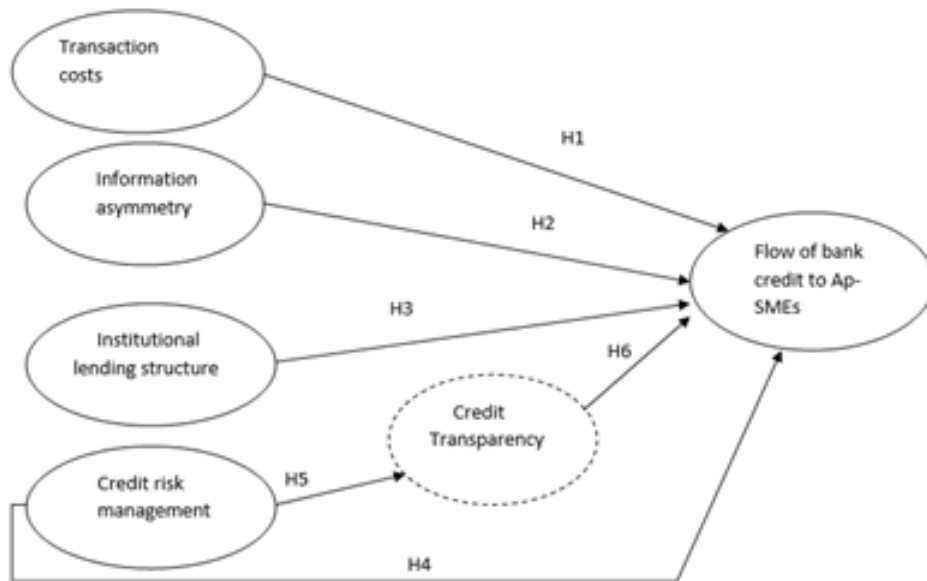 Transaction
costs
H1
Information
asymmetry
H2
Flow of bank
credit to Ap-
SMEs
H3
Institutional
lending structure
H6
Credit
Transparency
H5
Credit risk
management
H4